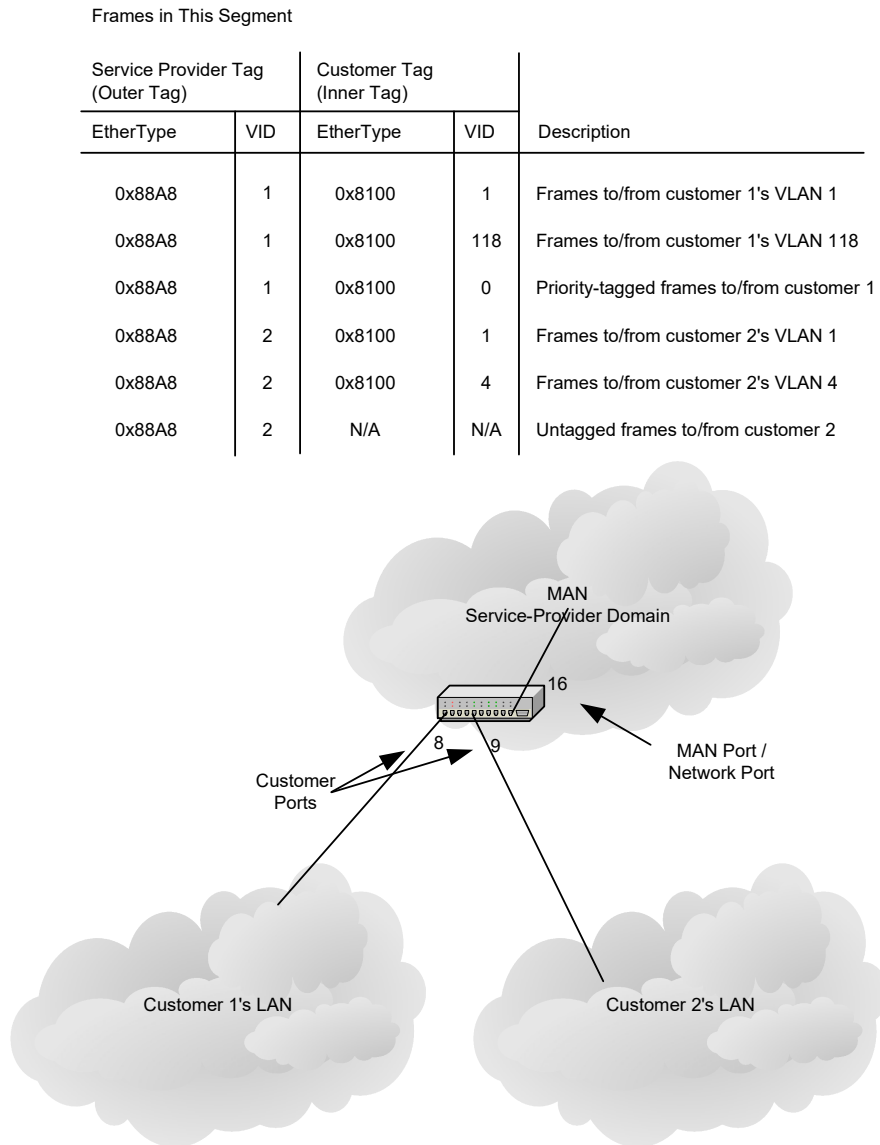 Frames in This Segment
Service Provider Tag
(Outer Tag)
Customer Tag
(Inner Tag)
EtherType VID EtherType VID Description
0x88A8 1 0x8100 1 Frames to/from customer 1's VLAN 1
0x88A8 1 0x8100 118 Frames to/from customer 1's VLAN 118
0x88A8 1 0x8100 0 Priority-tagged frames to/from customer 1
0x88A8 2 0x8100 1 Frames to/from customer 2's VLAN 1
0x88A8 2 0x8100 4 Frames to/from customer 2's VLAN 4
0x88A8 2 N/A N/A Untagged frames to/from customer 2
MAN
Service-Provider Domain
16
8
9
MAN Port /
Network Port
Customer
Ports
Customer 1's LAN
Customer 2's LAN